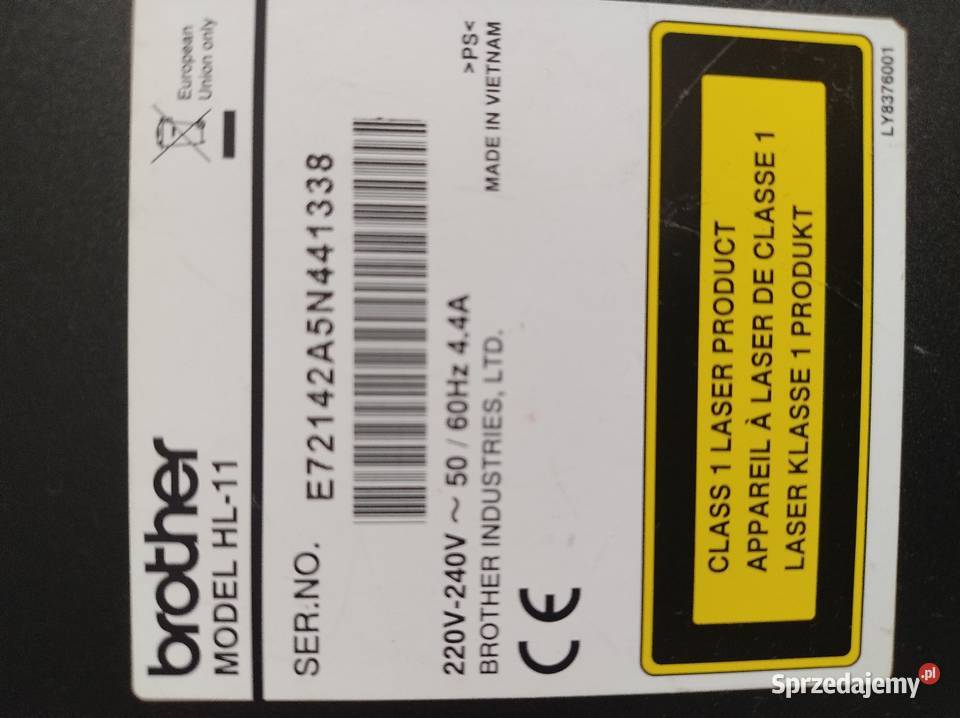 brother
MODEL HL-11
European
Union only
SER.NO. E72142A5N441338
220V-240V ~ 50 / 60Hz 4.4A
BROTHER INDUSTRIES, LTD.
>PS<
MADE IN VIETNAM
CE
CLASS 1 LASER PRODUCT
APPAREIL À LASER DE CLASSE 1
LASER KLASSE 1 PRODUKT
LY8376001
Sprzedajemy.pl